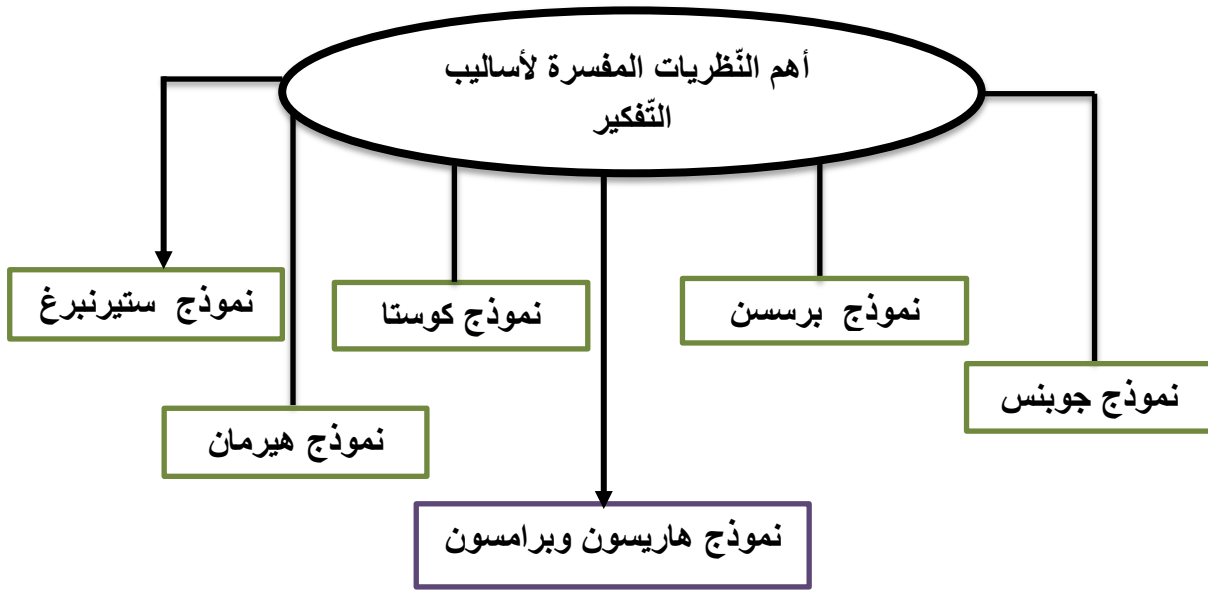 أهم النّظريات المفسرة لأساليب
التّفكير
نموذج برسسن
نموذج كوستا
نموذج ستيرنبرغ
نموذج جوبنس
نموذج هيرمان
نموذج هاريسون وبرامسون